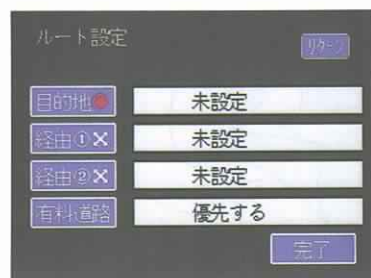 ルート設定
リターン
目的地● 未設定
経由①× 未設定
経由②× 未設定
有料道路 優先する
完了